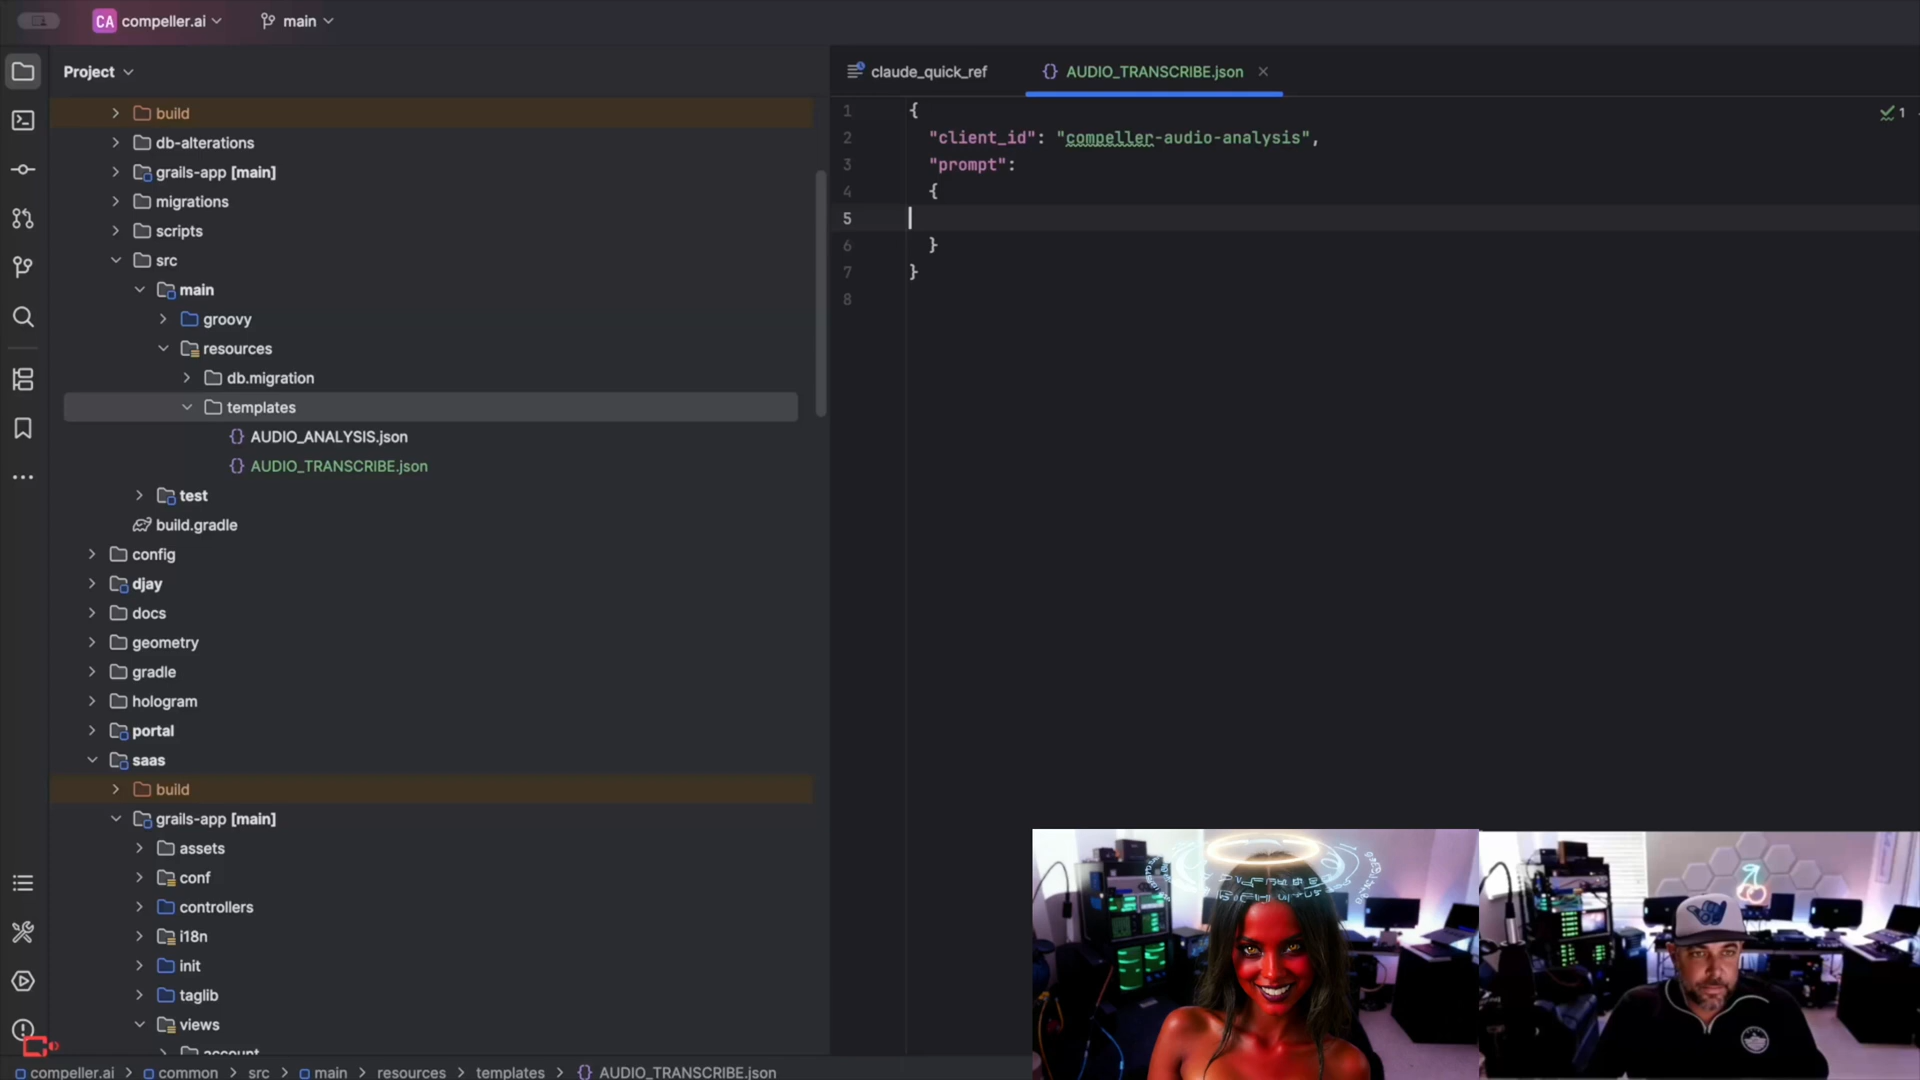 CA compeller.ai main
Project
build
db-alterations
grails-app [main]
migrations
scripts
src
main
groovy
resources
db.migration
templates
AUDIO_ANALYSIS.json
AUDIO_TRANSCRIBE.json
test
build.gradle
config
djay
docs
geometry
gradle
hologram
portal
saas
build
grails-app [main]
assets
conf
controllers
i18n
init
taglib
views
account
claude_quick_ref AUDIO_TRANSCRIBE.json
1 {
2 "client_id": "compeller-audio-analysis",
3 "prompt":
4 {
5
6 }
7 }
8
1
compeller.ai > common > src > main > resources > templates > {} AUDIO_TRANSCRIBE.json